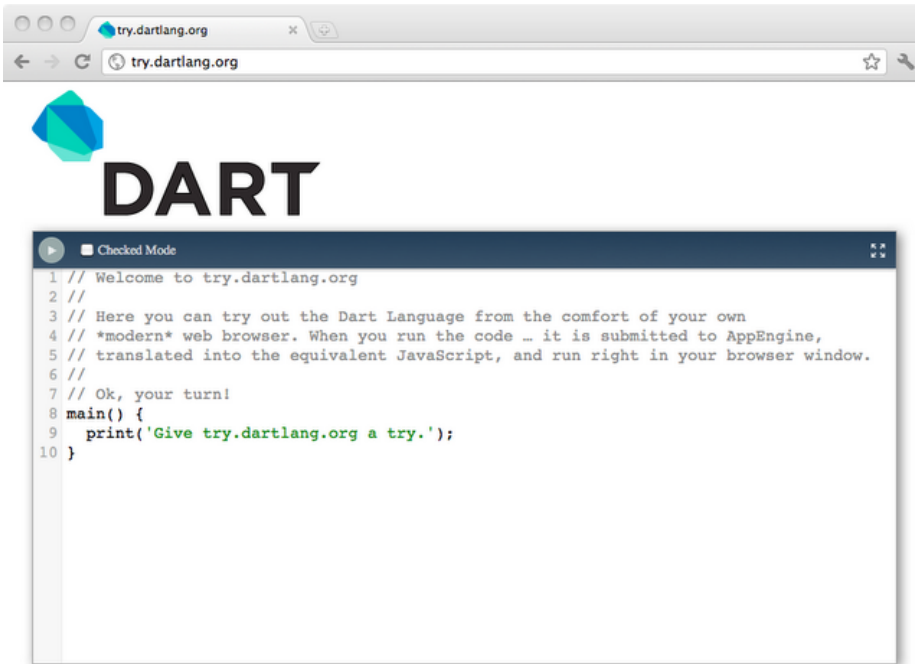 try.dartlang.org
try.dartlang.org
DART
Checked Mode
1 // Welcome to try.dartlang.org
2 //
3 // Here you can try out the Dart Language from the comfort of your own
4 // *modern* web browser. When you run the code … it is submitted to AppEngine,
5 // translated into the equivalent JavaScript, and run right in your browser window.
6 //
7 // Ok, your turn!
8 main() {
9   print('Give try.dartlang.org a try.');
10 }